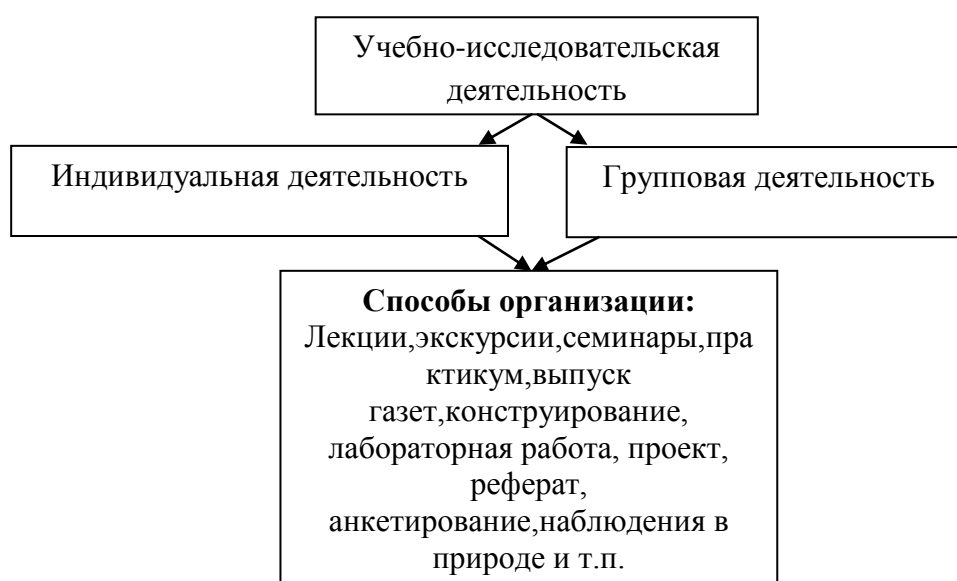 Учебно-исследовательская
деятельность
Индивидуальная деятельность
Групповая деятельность
Способы организации:
Лекции,экскурсии,семинары,пра
ктикум,выпуск
газет,конструирование,
лабораторная работа, проект,
реферат,
анкетирование,наблюдения в
природе и т.п.